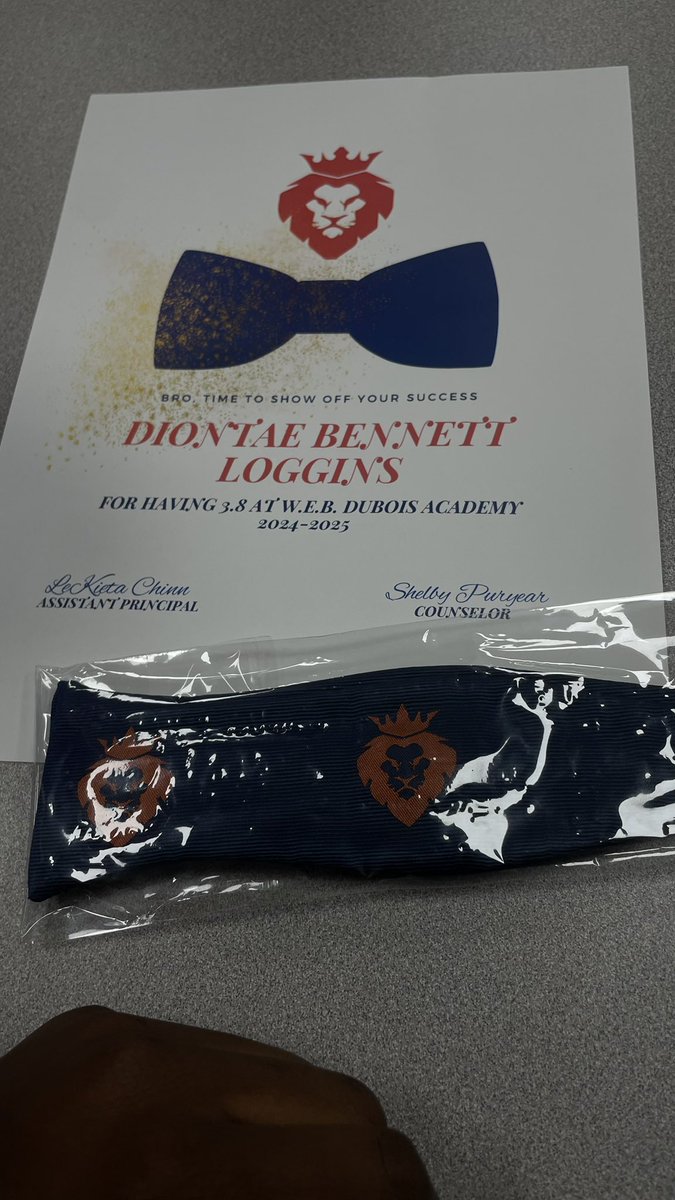 BRO, TIME TO SHOW OFF YOUR SUCCESS
DIONTAE BENNETT
LOGGINS
FOR HAVING 3.8 AT W.E.B. DUBOIS ACADEMY
2024-2025
LeKieta Chinn
ASSISTANT PRINCIPAL
Shelby Puryear
COUNSELOR